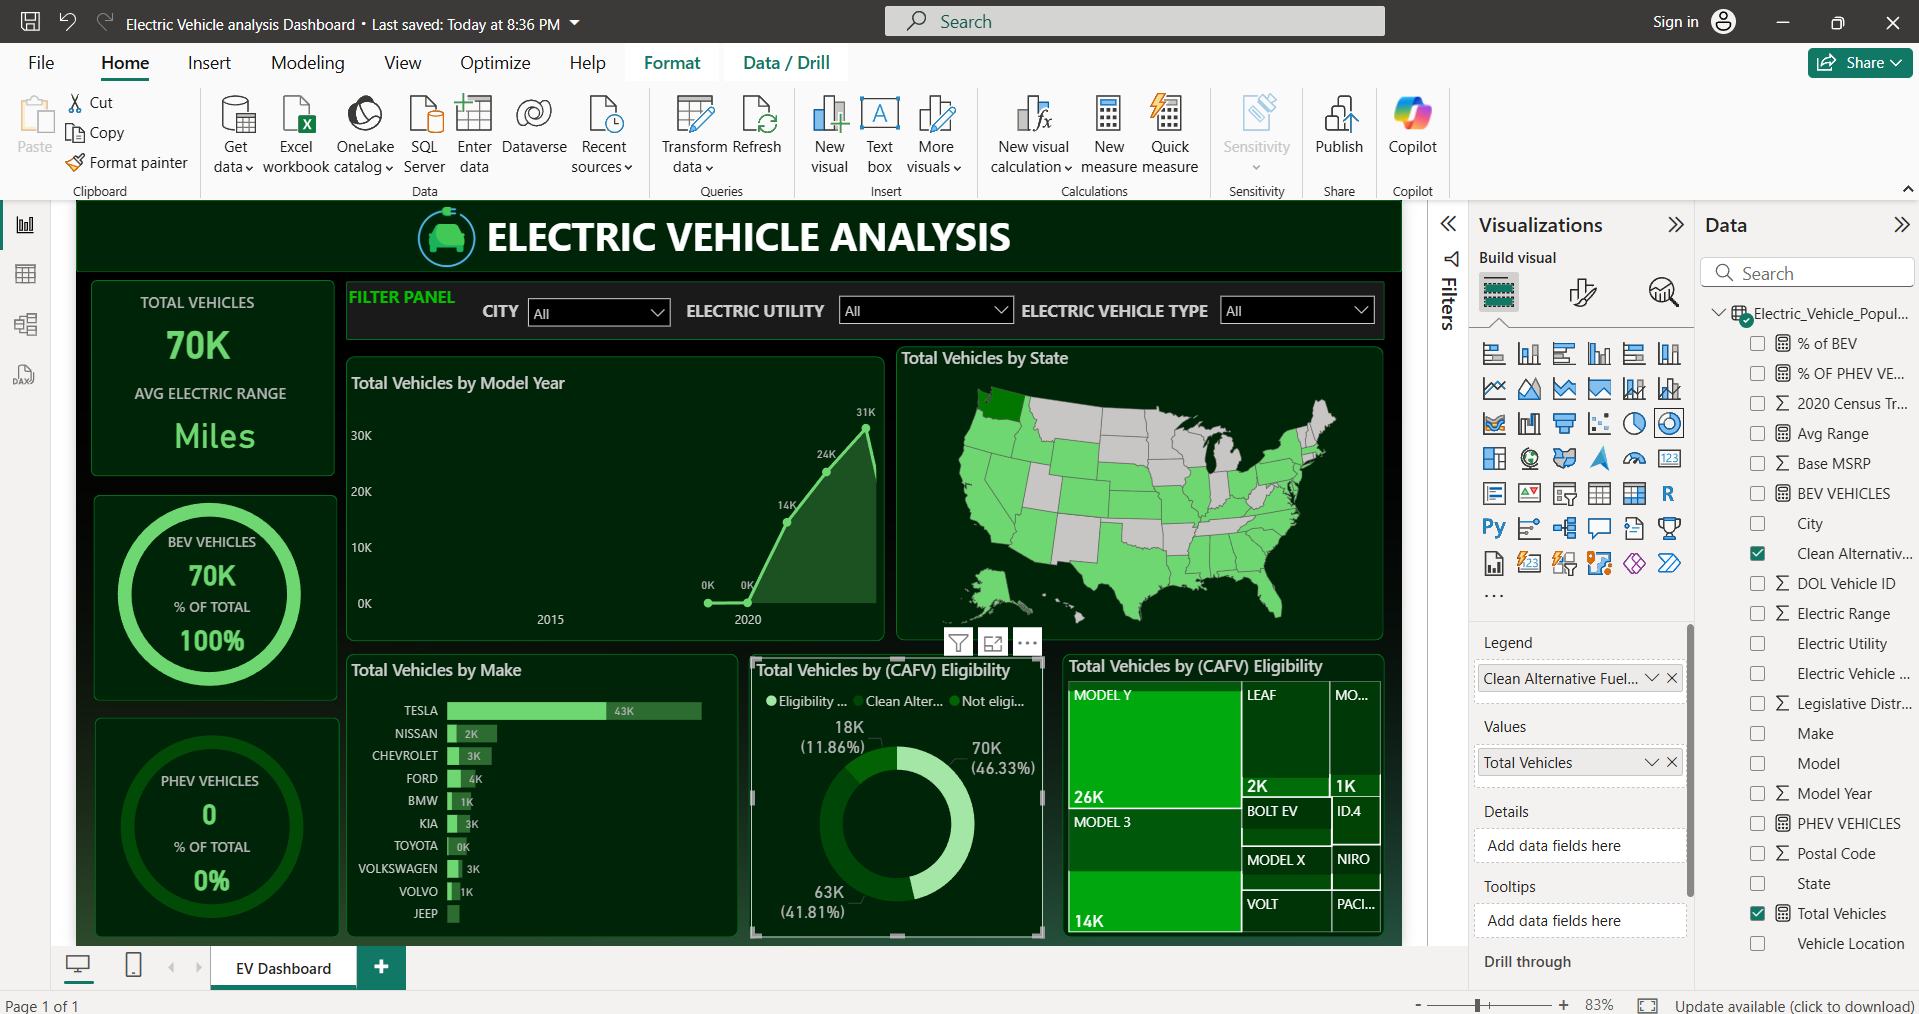 Electric Vehicle analysis Dashboard • Last saved: Today at 8:36 PM
Search
Sign in
File
Home
Insert
Modeling
View
Optimize
Help
Format
Data / Drill
Share
Paste
Cut
Copy
Format painter
Clipboard
Get data
Excel workbook
OneLake catalog
SQL Server
Enter data
Dataverse
Recent sources
Data
Transform data
Refresh
Queries
New visual
Text box
More visuals
Insert
New visual calculation
New measure
Quick measure
Calculations
Sensitivity
Sensitivity
Publish
Share
Copilot
Copilot
ELECTRIC VEHICLE ANALYSIS
TOTAL VEHICLES
70K
AVG ELECTRIC RANGE
Miles
FILTER PANEL
CITY
All
ELECTRIC UTILITY
All
ELECTRIC VEHICLE TYPE
All
BEV VEHICLES
70K
% OF TOTAL
100%
PHEV VEHICLES
0
% OF TOTAL
0%
Total Vehicles by Model Year
30K
20K
10K
0K
0K
0K
14K
24K
31K
2015
2020
Total Vehicles by State
Total Vehicles by Make
TESLA 43K
NISSAN 2K
CHEVROLET 3K
FORD 4K
BMW 1K
KIA 3K
TOYOTA 0K
VOLKSWAGEN 3K
VOLVO 1K
JEEP
Total Vehicles by (CAFV) Eligibility
Eligibility ... Clean Alter... Not eligi...
18K
(11.86%)
70K
(46.33%)
63K
(41.81%)
Total Vehicles by (CAFV) Eligibility
MODEL Y
26K
MODEL 3
14K
LEAF
2K
MO...
1K
BOLT EV
ID.4
MODEL X
NIRO
VOLT
PACI...
Filters
Visualizations
Build visual
123
R
Py
123
...
Legend
Clean Alternative Fuel...
Values
Total Vehicles
Details
Add data fields here
Tooltips
Add data fields here
Drill through
Data
Search
Electric_Vehicle_Popul...
% of BEV
% OF PHEV VE...
2020 Census Tr...
Avg Range
Base MSRP
BEV VEHICLES
City
Clean Alternativ...
DOL Vehicle ID
Electric Range
Electric Utility
Electric Vehicle ...
Legislative Distr...
Make
Model
Model Year
PHEV VEHICLES
Postal Code
State
Total Vehicles
Vehicle Location
DAX
EV Dashboard
Page 1 of 1
- + 83%
Update available (click to download)